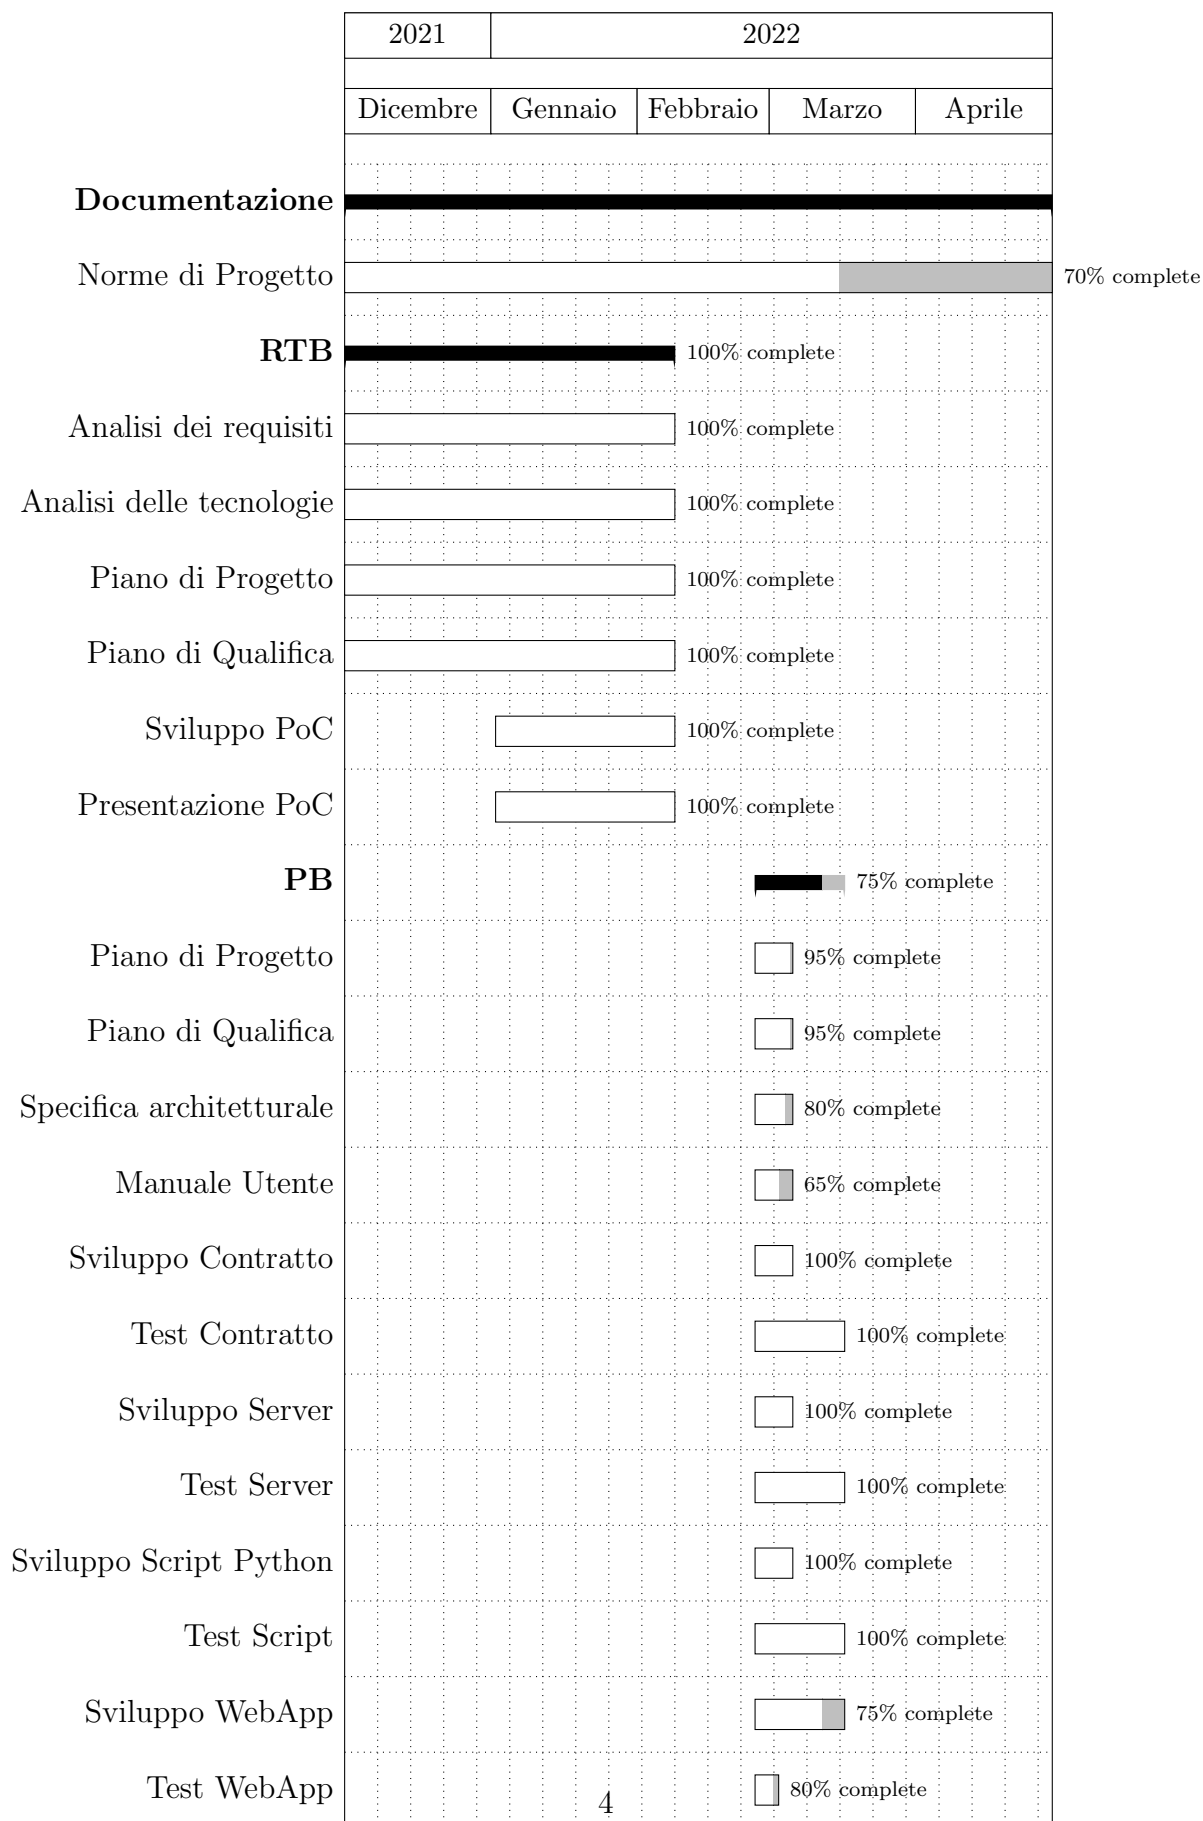 2021 2022
Dicembre Gennaio Febbraio Marzo Aprile
Documentazione
Norme di Progetto 70% complete
RTB 100% complete
Analisi dei requisiti 100% complete
Analisi delle tecnologie 100% complete
Piano di Progetto 100% complete
Piano di Qualifica 100% complete
Sviluppo PoC 100% complete
Presentazione PoC 100% complete
PB 75% complete
Piano di Progetto 95% complete
Piano di Qualifica 95% complete
Specifica architetturale 80% complete
Manuale Utente 65% complete
Sviluppo Contratto 100% complete
Test Contratto 100% complete
Sviluppo Server 100% complete
Test Server 100% complete
Sviluppo Script Python 100% complete
Test Script 100% complete
Sviluppo WebApp 75% complete
Test WebApp 80% complete
4